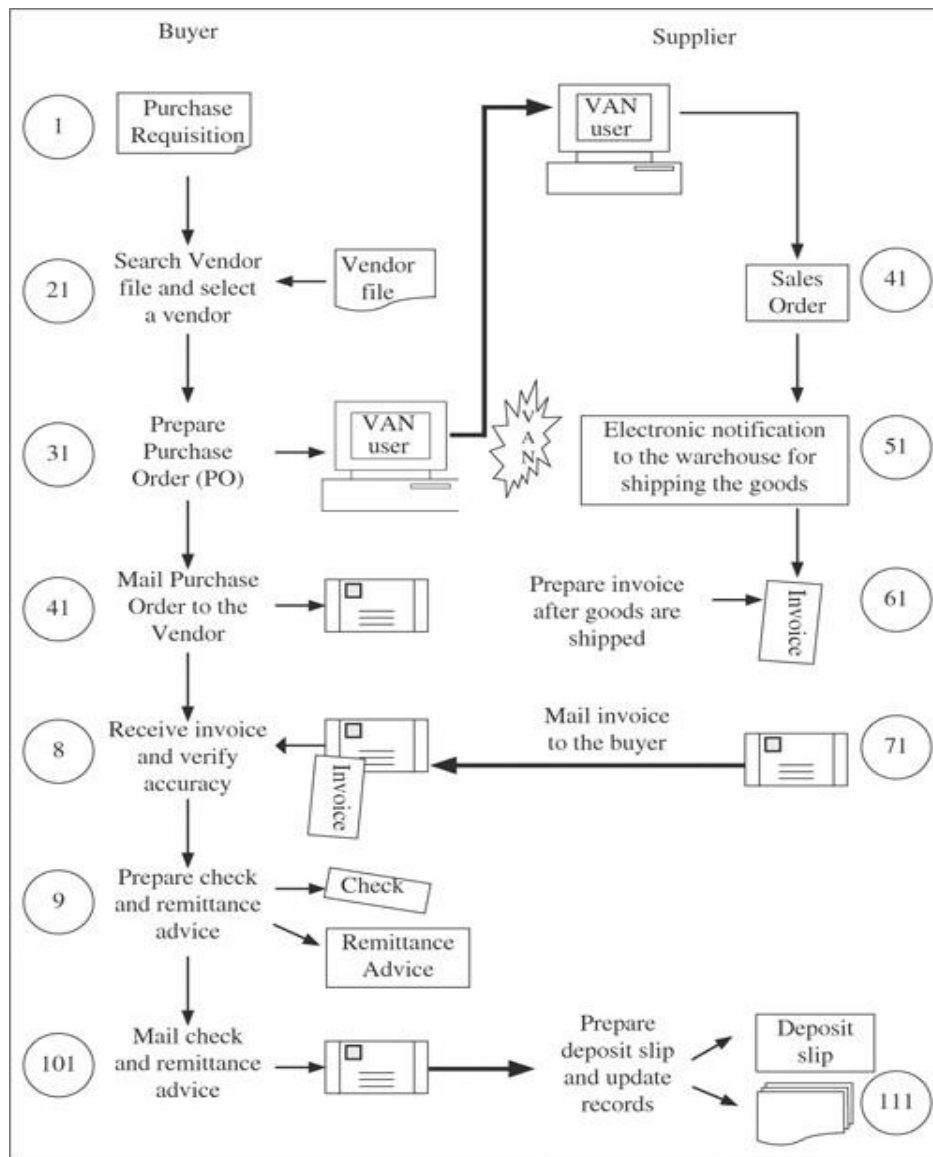 Buyer
Supplier
1
Purchase
Requisition
VAN
user
21
Search Vendor
file and select
a vendor
Vendor
file
Sales
Order
41
31
Prepare
Purchase
Order (PO)
VAN
user
VAN
Electronic notification
to the warehouse for
shipping the goods
51
41
Mail Purchase
Order to the
Vendor
Prepare invoice
after goods are
shipped
Invoice
61
8
Receive invoice
and verify
accuracy
Invoice
Mail invoice
to the buyer
71
9
Prepare check
and remittance
advice
Check
Remittance
Advice
101
Mail check
and remittance
advice
Prepare
deposit slip
and update
records
Deposit
slip
111